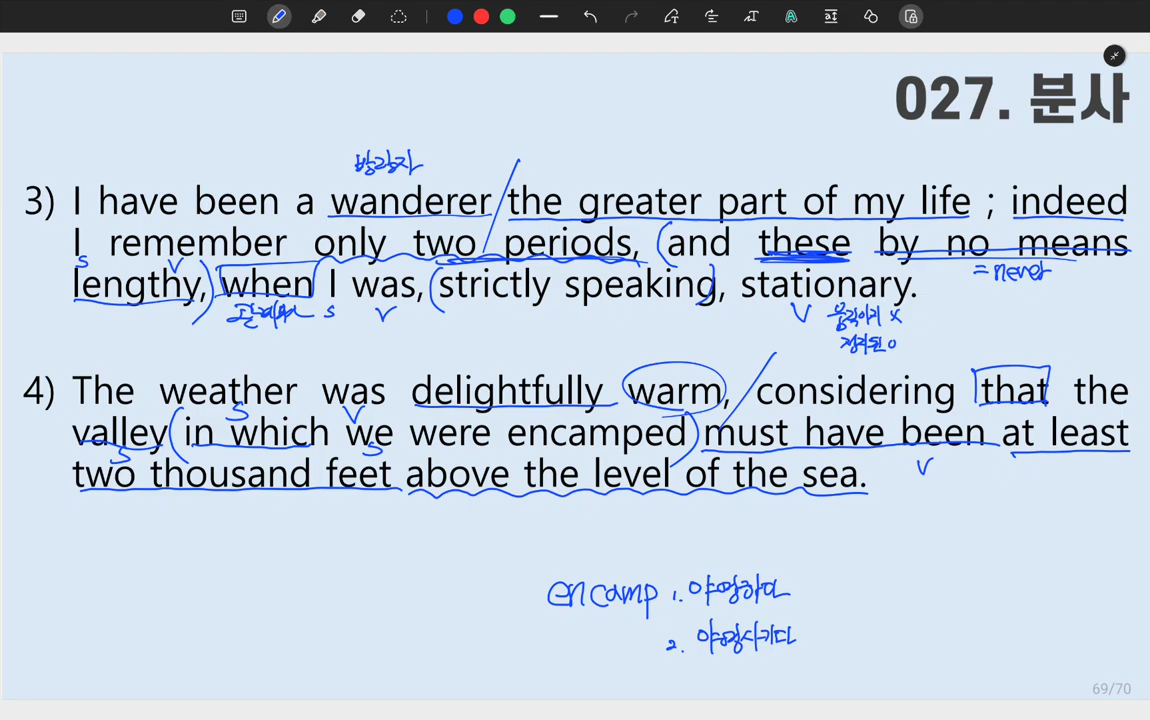 027. 분사
방랑자
3) I have been a wanderer the greater part of my life ; indeed
I remember only two periods, and these by no means
s v = never
lengthy, when I was, strictly speaking, stationary.
s v v 움직이지 x
정지된 o
4) The weather was delightfully warm, considering that the
s v
valley in which we were encamped must have been at least
s s v
two thousand feet above the level of the sea.
encamp 1. 야영하다
2. 야영시키다
69/70